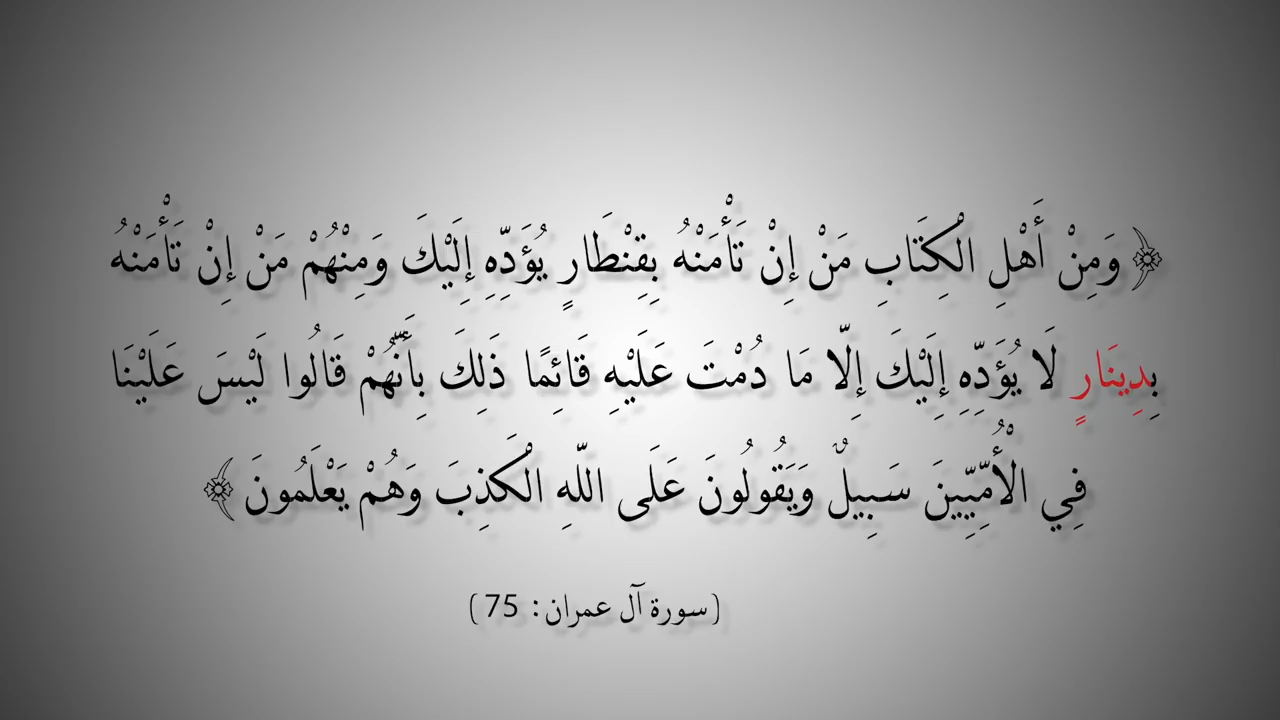 ﴿ وَمِنْ أَهْلِ الْكِتَابِ مَنْ إِنْ تَأْمَنْهُ بِقِنْطَارٍ يُؤَدِّهِ إِلَيْكَ وَمِنْهُمْ مَنْ إِنْ تَأْمَنْهُ
بِدِينَارٍ لَا يُؤَدِّهِ إِلَيْكَ إِلَّا مَا دُمْتَ عَلَيْهِ قَائِمًا ذَلِكَ بِأَنَّهُمْ قَالُوا لَيْسَ عَلَيْنَا
فِي الْأُمِّيِّينَ سَبِيلٌ وَيَقُولُونَ عَلَى اللَّهِ الْكَذِبَ وَهُمْ يَعْلَمُونَ ﴾
(سورة آل عمران: 75)